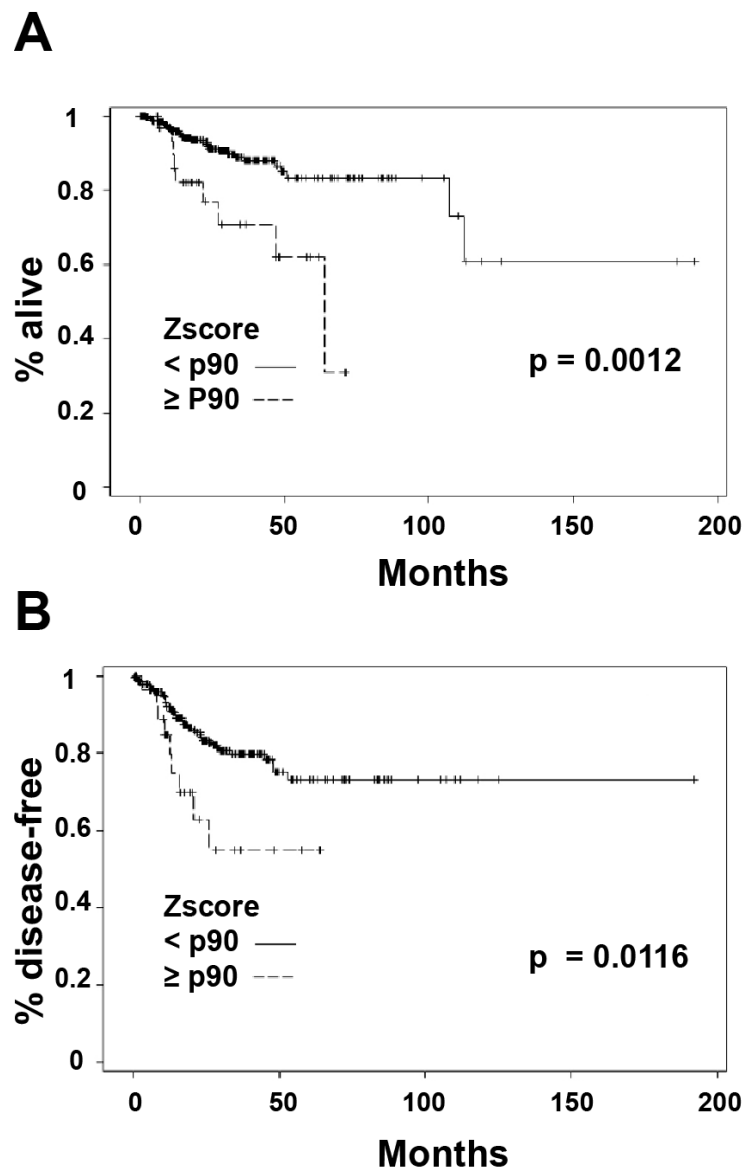 A
% alive
1
0.8
0.6
0.4
0.2
0
Zscore
< p90
≥ P90
p = 0.0012
0 50 100 150 200
Months
B
% disease-free
1
0.8
0.6
0.4
0.2
0
Zscore
< p90
≥ p90
p = 0.0116
0 50 100 150 200
Months